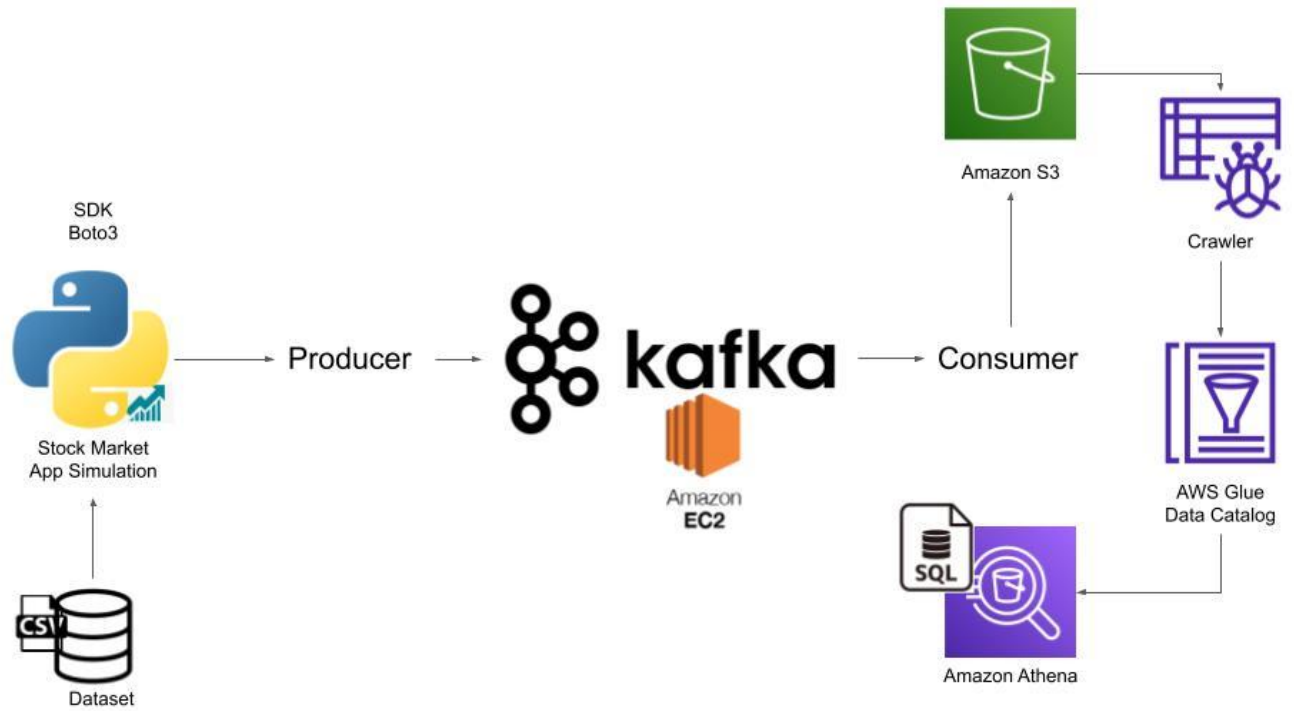 SDK
Boto3
Stock Market
App Simulation
CSV
Dataset
Producer
kafka
Amazon
EC2
Consumer
Amazon S3
Crawler
AWS Glue
Data Catalog
SQL
Amazon Athena